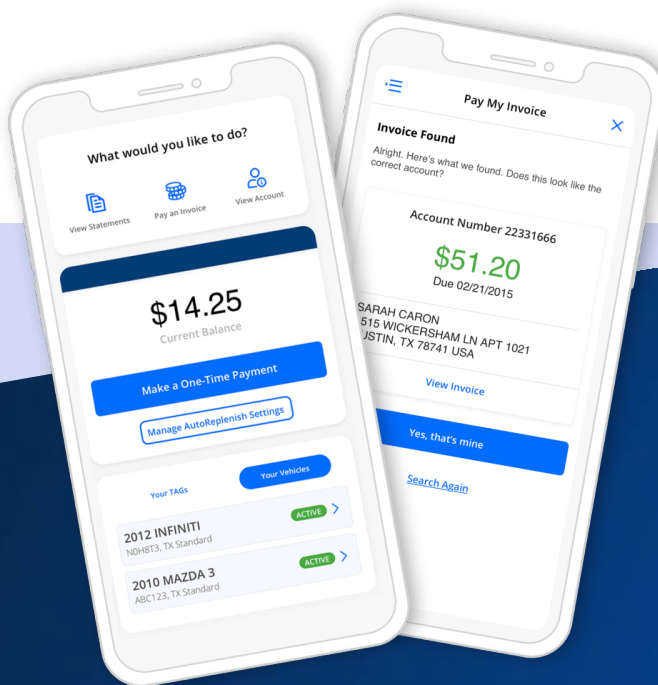 What would you like to do?
View Statements
Pay an Invoice
View Account
$14.25
Current Balance
Make a One-Time Payment
Manage AutoReplenish Settings
Your TAGs
Your Vehicles
2012 INFINITI
N0H8T3, TX Standard
ACTIVE
2010 MAZDA 3
ABC123, TX Standard
ACTIVE
Pay My Invoice
Invoice Found
Alright. Here's what we found. Does this look like the
correct account?
Account Number 22331666
$51.20
Due 02/21/2015
SARAH CARON
515 WICKERSHAM LN APT 1021
USTIN, TX 78741 USA
View Invoice
Yes, that's mine
Search Again